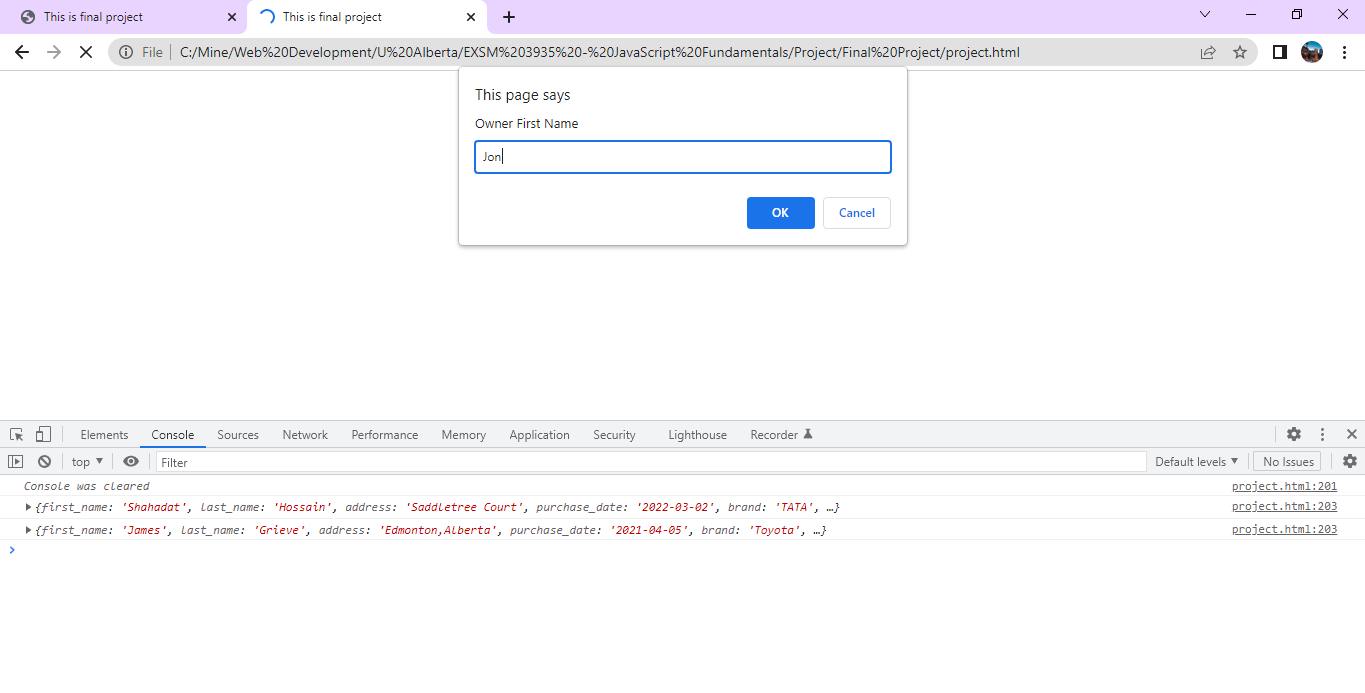 This is final project
This is final project
File
C:/Mine/Web%20Development/U%20Alberta/EXSM%203935%20-%20JavaScript%20Fundamentals/Project/Final%20Project/project.html
This page says
Owner First Name
Jon
OK Cancel
Elements Console Sources Network Performance Memory Application Security Lighthouse Recorder
top Filter Default levels No Issues
Console was cleared project.html:201
{first_name: 'Shahadat', last_name: 'Hossain', address: 'Saddletree Court', purchase_date: '2022-03-02', brand: 'TATA', …} project.html:203
{first_name: 'James', last_name: 'Grieve', address: 'Edmonton,Alberta', purchase_date: '2021-04-05', brand: 'Toyota', …} project.html:203